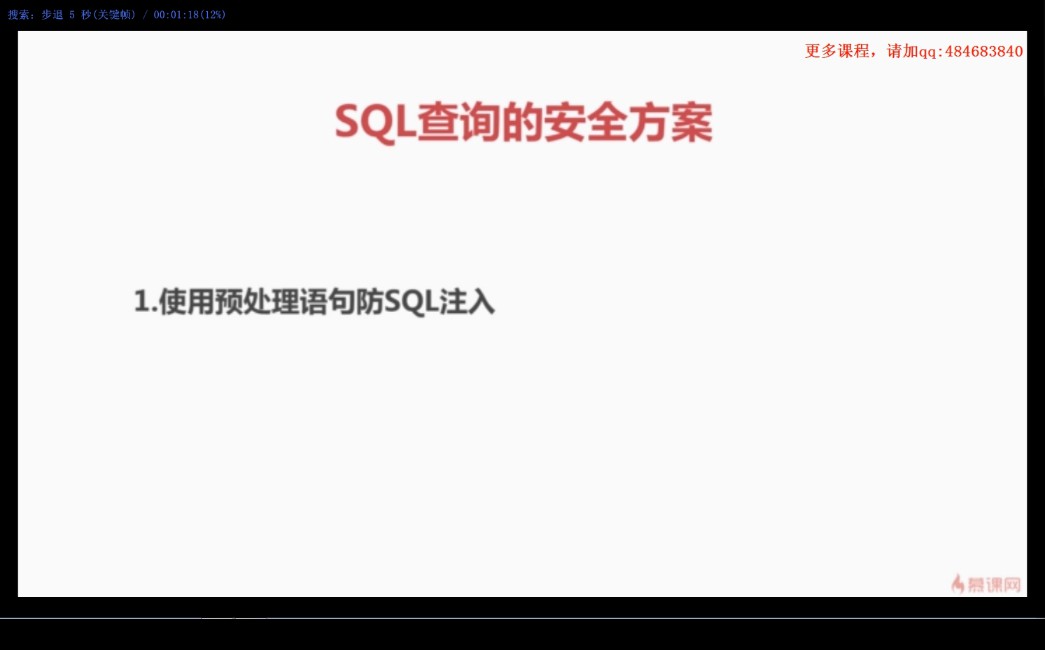 搜索: 步退 5 秒(关键帧) / 00:01:18(12%)
更多课程，请加qq:484683840
SQL查询的安全方案
1.使用预处理语句防SQL注入
慕课网